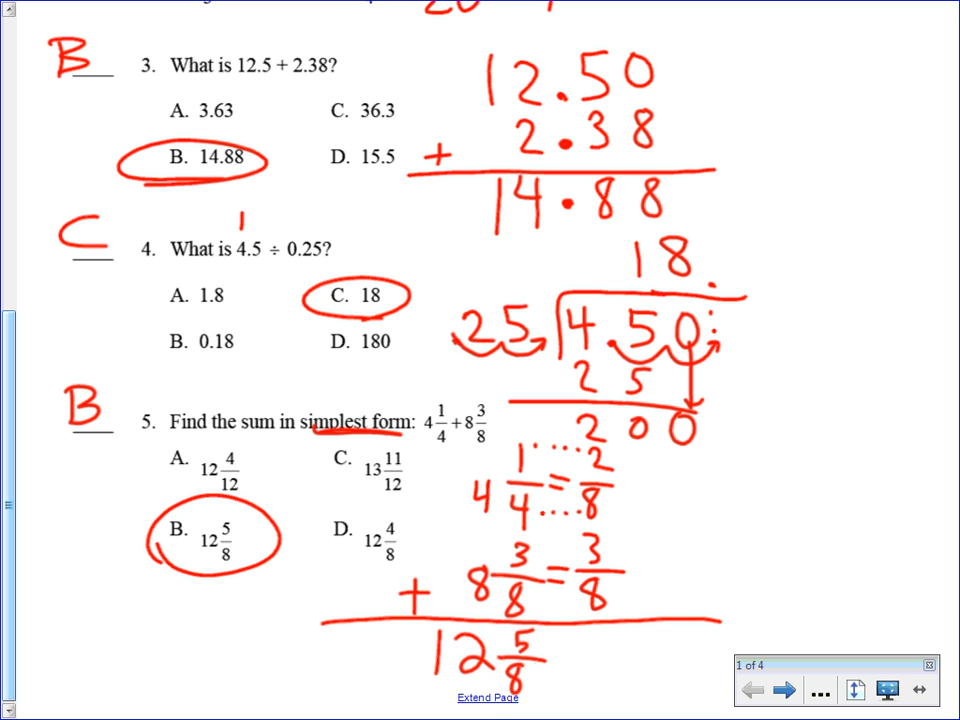 B 3. What is 12.5 + 2.38?
12.50
A. 3.63 C. 36.3
2.38
B. 14.88 D. 15.5
+
14.88
C 4. What is 4.5 ÷ 0.25?
18.
A. 1.8 C. 18
25 4.50
B. 0.18 D. 180
25
200
B 5. Find the sum in simplest form: 4 1/4 + 8 3/8
A. 12 4/12 C. 13 11/12
4 1/4 = 2/8
B. 12 5/8 D. 12 4/8
+ 8 3/8 = 3/8
12 5/8
1 of 4
Extend Page